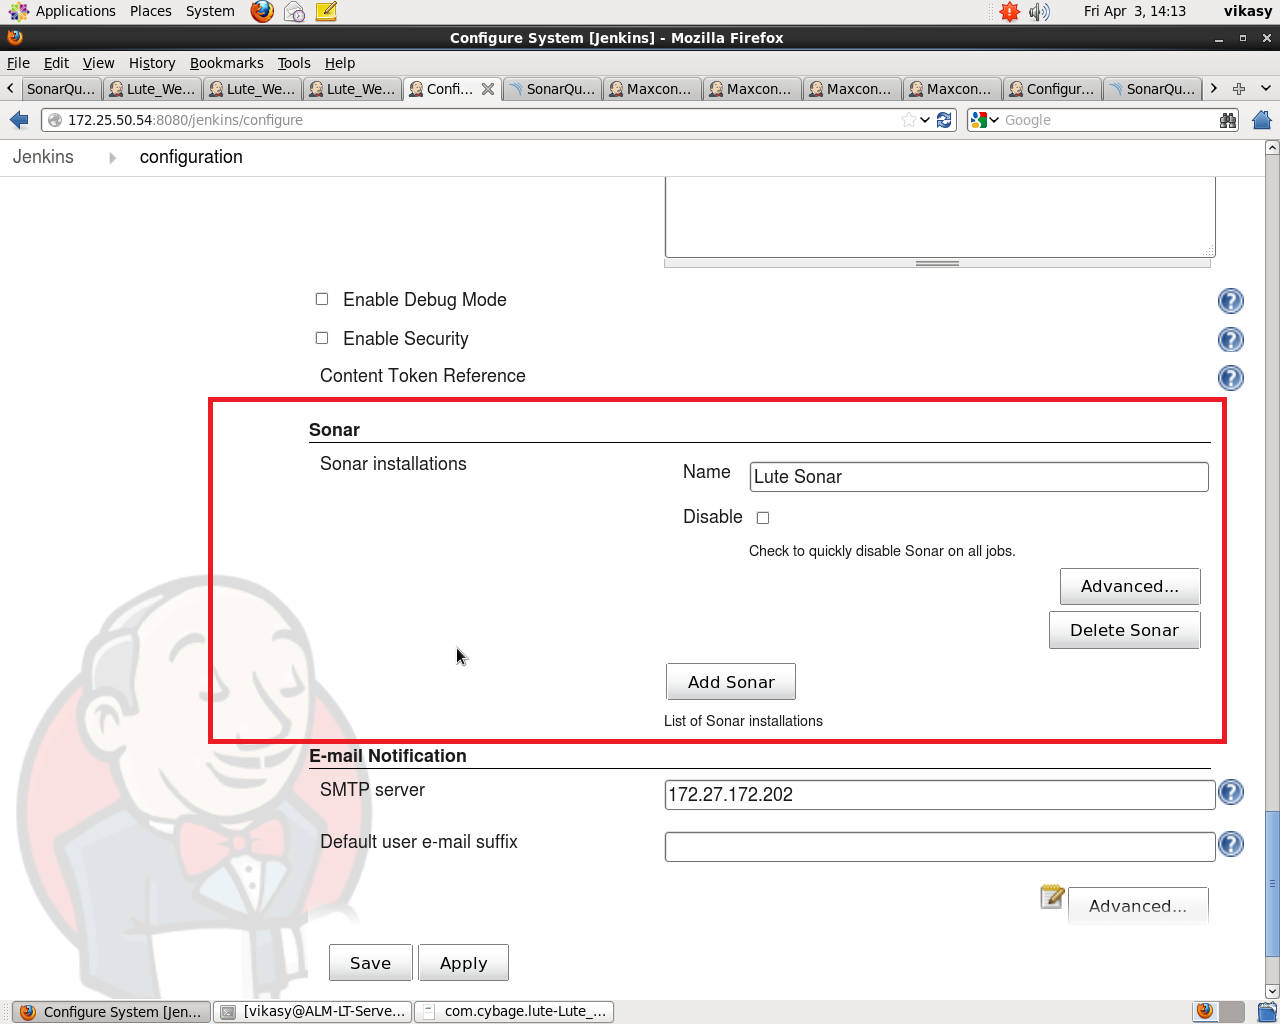 Applications Places System Fri Apr 3, 14:13 vikasy
Configure System [Jenkins] - Mozilla Firefox
File Edit View History Bookmarks Tools Help
SonarQu... Lute_We... Lute_We... Lute_We... Confi... SonarQu... Maxcon... Maxcon... Maxcon... Maxcon... Configur... SonarQu...
172.25.50.54:8080/jenkins/configure Google
Jenkins configuration
Enable Debug Mode
Enable Security
Content Token Reference
Sonar
Sonar installations
Name Lute Sonar
Disable
Check to quickly disable Sonar on all jobs.
Advanced...
Delete Sonar
Add Sonar
List of Sonar installations
E-mail Notification
SMTP server 172.27.172.202
Default user e-mail suffix
Advanced...
Save Apply
Configure System [Jen... [vikasy@ALM-LT-Serve... com.cybage.lute-Lute_...